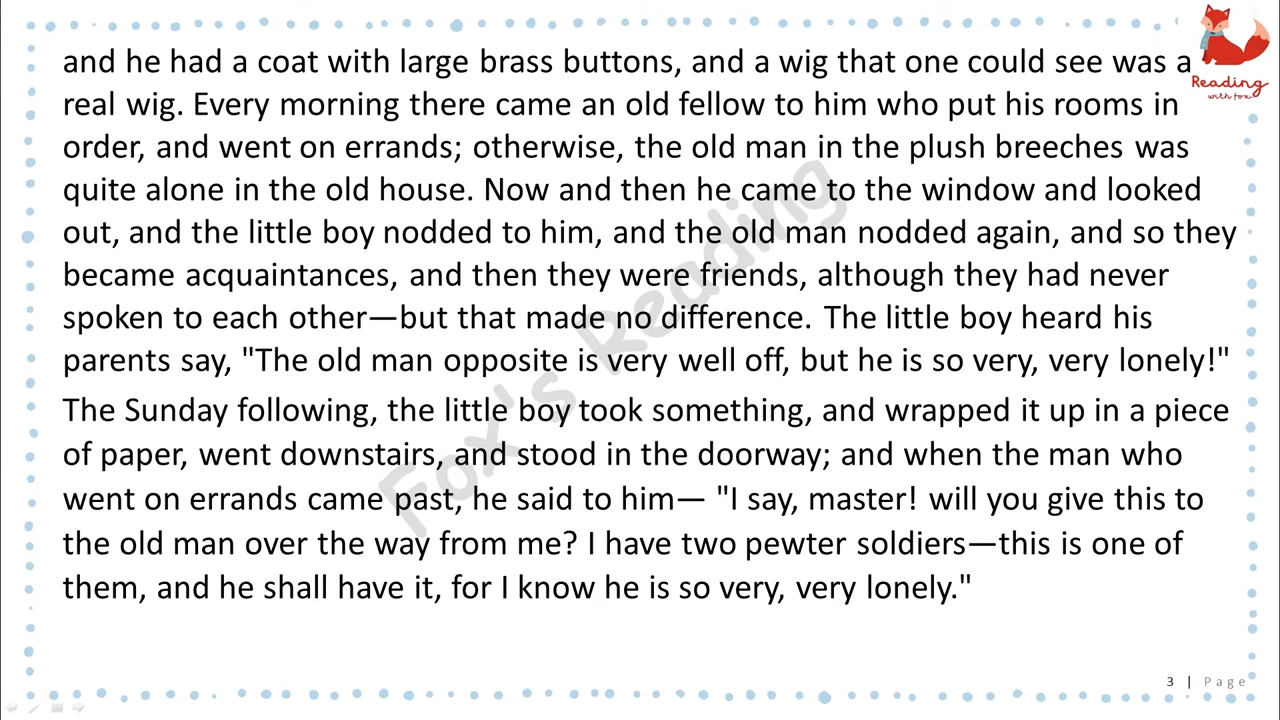 and he had a coat with large brass buttons, and a wig that one could see was a
real wig. Every morning there came an old fellow to him who put his rooms in
order, and went on errands; otherwise, the old man in the plush breeches was
quite alone in the old house. Now and then he came to the window and looked
out, and the little boy nodded to him, and the old man nodded again, and so they
became acquaintances, and then they were friends, although they had never
spoken to each other—but that made no difference. The little boy heard his
parents say, "The old man opposite is very well off, but he is so very, very lonely!"
The Sunday following, the little boy took something, and wrapped it up in a piece
of paper, went downstairs, and stood in the doorway; and when the man who
went on errands came past, he said to him— "I say, master! will you give this to
the old man over the way from me? I have two pewter soldiers—this is one of
them, and he shall have it, for I know he is so very, very lonely."
Reading
with fox
Fox's Reading
3 | Page